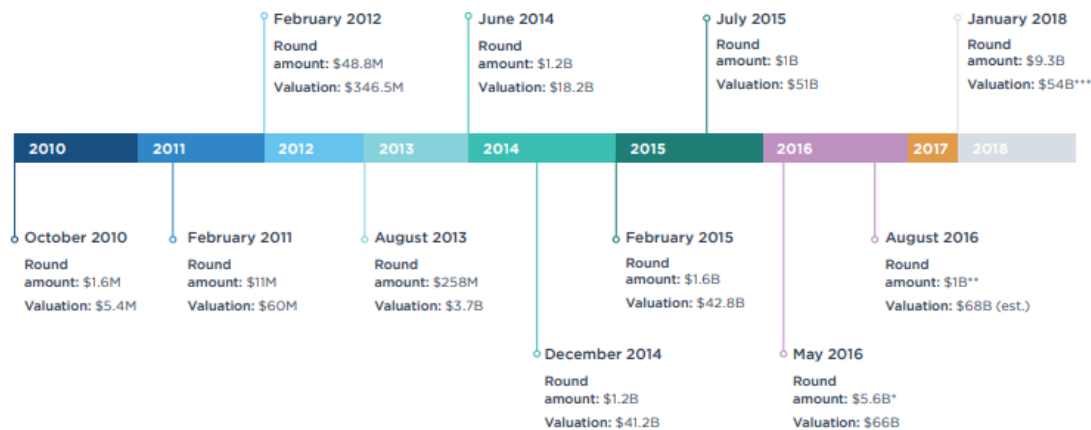 February 2012
Round
amount: $48.8M
Valuation: $346.5M
June 2014
Round
amount: $1.2B
Valuation: $18.2B
July 2015
Round
amount: $1B
Valuation: $51B
January 2018
Round
amount: $9.3B
Valuation: $54B***
2010
2011
2012
2013
2014
2015
2016
2017
2018
October 2010
Round
amount: $1.6M
Valuation: $5.4M
February 2011
Round
amount: $11M
Valuation: $60M
August 2013
Round
amount: $258M
Valuation: $3.7B
February 2015
Round
amount: $1.6B
Valuation: $42.8B
August 2016
Round
amount: $1B**
Valuation: $68B (est.)
December 2014
Round
amount: $1.2B
Valuation: $41.2B
May 2016
Round
amount: $5.6B*
Valuation: $66B